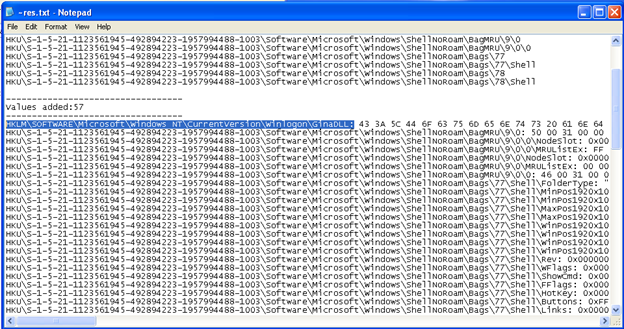 ~res.txt - Notepad
File Edit Format View Help
HKU\S-1-5-21-1123561945-492894223-1957994488-1003\Software\Microsoft\Windows\ShellNoRoam\BagMRU\9\0
HKU\S-1-5-21-1123561945-492894223-1957994488-1003\Software\Microsoft\Windows\ShellNoRoam\BagMRU\9\0\0
HKU\S-1-5-21-1123561945-492894223-1957994488-1003\Software\Microsoft\Windows\ShellNoRoam\Bags\77
HKU\S-1-5-21-1123561945-492894223-1957994488-1003\Software\Microsoft\Windows\ShellNoRoam\Bags\77\Shell
HKU\S-1-5-21-1123561945-492894223-1957994488-1003\Software\Microsoft\Windows\ShellNoRoam\Bags\78
HKU\S-1-5-21-1123561945-492894223-1957994488-1003\Software\Microsoft\Windows\ShellNoRoam\Bags\78\Shell
----------------------------------
Values added:57
----------------------------------
HKLM\SOFTWARE\Microsoft\Windows NT\CurrentVersion\Winlogon\GinaDLL: 43 3A 5C 44 6F 63 75 6D 65 6E 74 73 20 61 6E 64
HKU\S-1-5-21-1123561945-492894223-1957994488-1003\Software\Microsoft\Windows\ShellNoRoam\BagMRU\9\0: 50 00 31 00 00
HKU\S-1-5-21-1123561945-492894223-1957994488-1003\Software\Microsoft\Windows\ShellNoRoam\BagMRU\9\0\NodeSlot: 0x00
HKU\S-1-5-21-1123561945-492894223-1957994488-1003\Software\Microsoft\Windows\ShellNoRoam\BagMRU\9\0\0\MRUListEx: FF
HKU\S-1-5-21-1123561945-492894223-1957994488-1003\Software\Microsoft\Windows\ShellNoRoam\BagMRU\9\0\NodeSlot: 0x0000
HKU\S-1-5-21-1123561945-492894223-1957994488-1003\Software\Microsoft\Windows\ShellNoRoam\BagMRU\9\0\MRUListEx: 00 00
HKU\S-1-5-21-1123561945-492894223-1957994488-1003\Software\Microsoft\Windows\ShellNoRoam\BagMRU\9\0\0: 46 00 31 00 0
HKU\S-1-5-21-1123561945-492894223-1957994488-1003\Software\Microsoft\Windows\ShellNoRoam\Bags\77\Shell\FolderType: "
HKU\S-1-5-21-1123561945-492894223-1957994488-1003\Software\Microsoft\Windows\ShellNoRoam\Bags\77\Shell\MinPos1920x10
HKU\S-1-5-21-1123561945-492894223-1957994488-1003\Software\Microsoft\Windows\ShellNoRoam\Bags\77\Shell\MinPos1920x10
HKU\S-1-5-21-1123561945-492894223-1957994488-1003\Software\Microsoft\Windows\ShellNoRoam\Bags\77\Shell\MaxPos1920x10
HKU\S-1-5-21-1123561945-492894223-1957994488-1003\Software\Microsoft\Windows\ShellNoRoam\Bags\77\Shell\MaxPos1920x10
HKU\S-1-5-21-1123561945-492894223-1957994488-1003\Software\Microsoft\Windows\ShellNoRoam\Bags\77\Shell\WinPos1920x10
HKU\S-1-5-21-1123561945-492894223-1957994488-1003\Software\Microsoft\Windows\ShellNoRoam\Bags\77\Shell\WinPos1920x10
HKU\S-1-5-21-1123561945-492894223-1957994488-1003\Software\Microsoft\Windows\ShellNoRoam\Bags\77\Shell\WinPos1920x10
HKU\S-1-5-21-1123561945-492894223-1957994488-1003\Software\Microsoft\Windows\ShellNoRoam\Bags\77\Shell\WinPos1920x10
HKU\S-1-5-21-1123561945-492894223-1957994488-1003\Software\Microsoft\Windows\ShellNoRoam\Bags\77\Shell\Rev: 0x000000
HKU\S-1-5-21-1123561945-492894223-1957994488-1003\Software\Microsoft\Windows\ShellNoRoam\Bags\77\Shell\WFlags: 0x000
HKU\S-1-5-21-1123561945-492894223-1957994488-1003\Software\Microsoft\Windows\ShellNoRoam\Bags\77\Shell\ShowCmd: 0x00
HKU\S-1-5-21-1123561945-492894223-1957994488-1003\Software\Microsoft\Windows\ShellNoRoam\Bags\77\Shell\FFlags: 0x000
HKU\S-1-5-21-1123561945-492894223-1957994488-1003\Software\Microsoft\Windows\ShellNoRoam\Bags\77\Shell\HotKey: 0x000
HKU\S-1-5-21-1123561945-492894223-1957994488-1003\Software\Microsoft\Windows\ShellNoRoam\Bags\77\Shell\Buttons: 0xFF
HKU\S-1-5-21-1123561945-492894223-1957994488-1003\Software\Microsoft\Windows\ShellNoRoam\Bags\77\Shell\Links: 0x0000